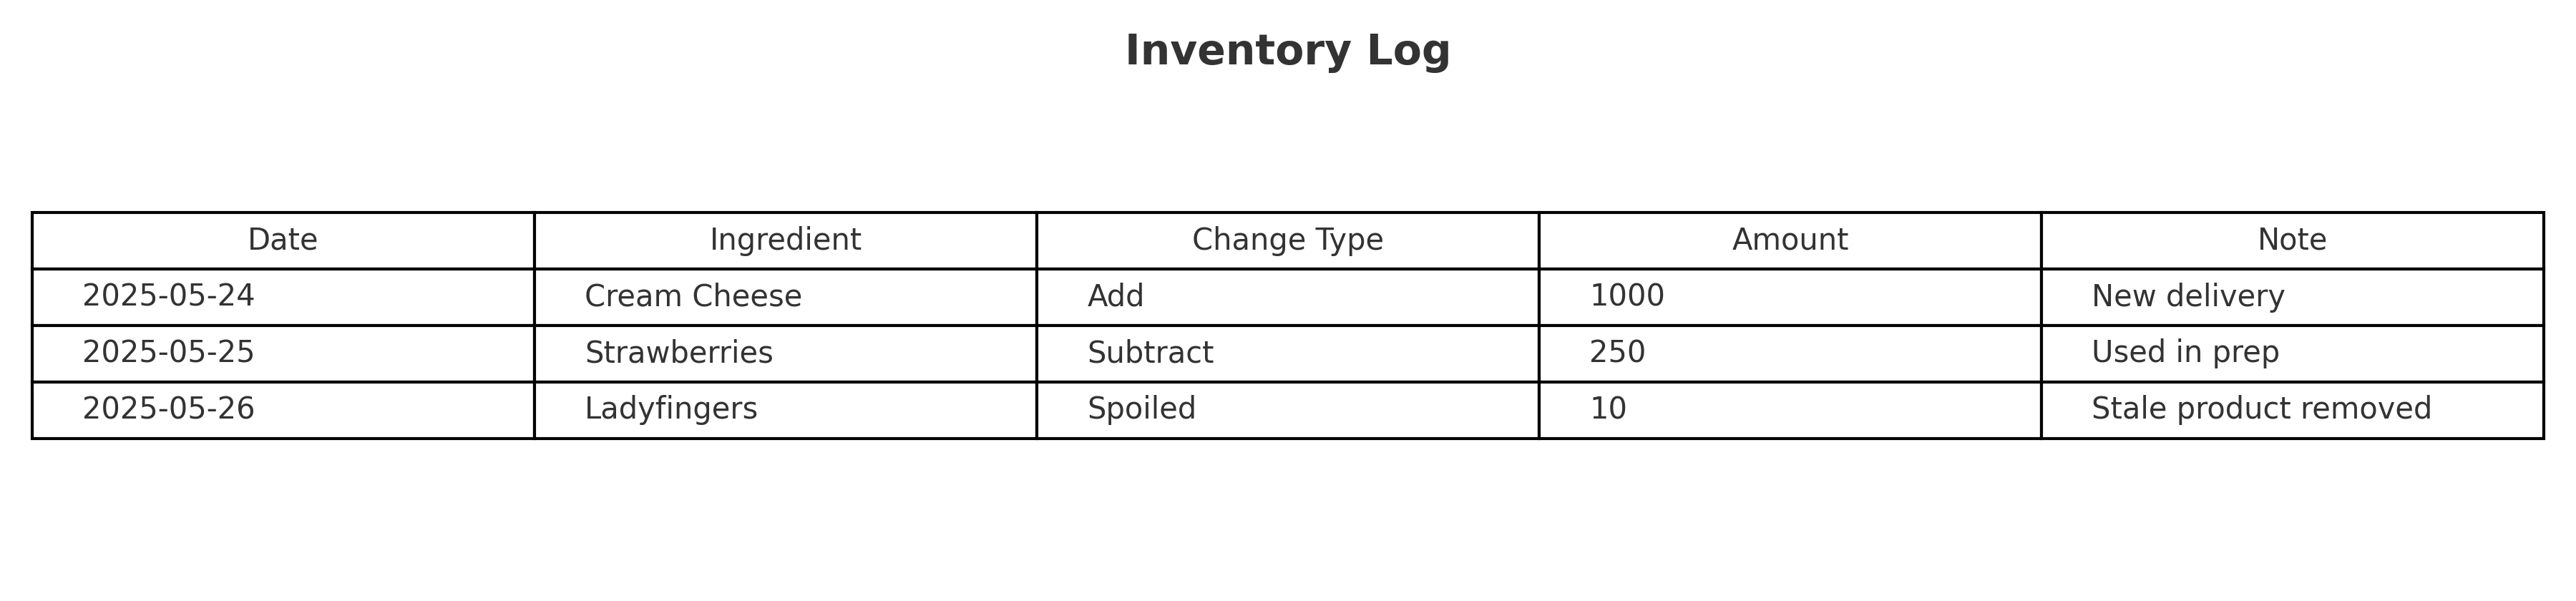 Inventory Log
Date Ingredient Change Type Amount Note
2025-05-24 Cream Cheese Add 1000 New delivery
2025-05-25 Strawberries Subtract 250 Used in prep
2025-05-26 Ladyfingers Spoiled 10 Stale product removed